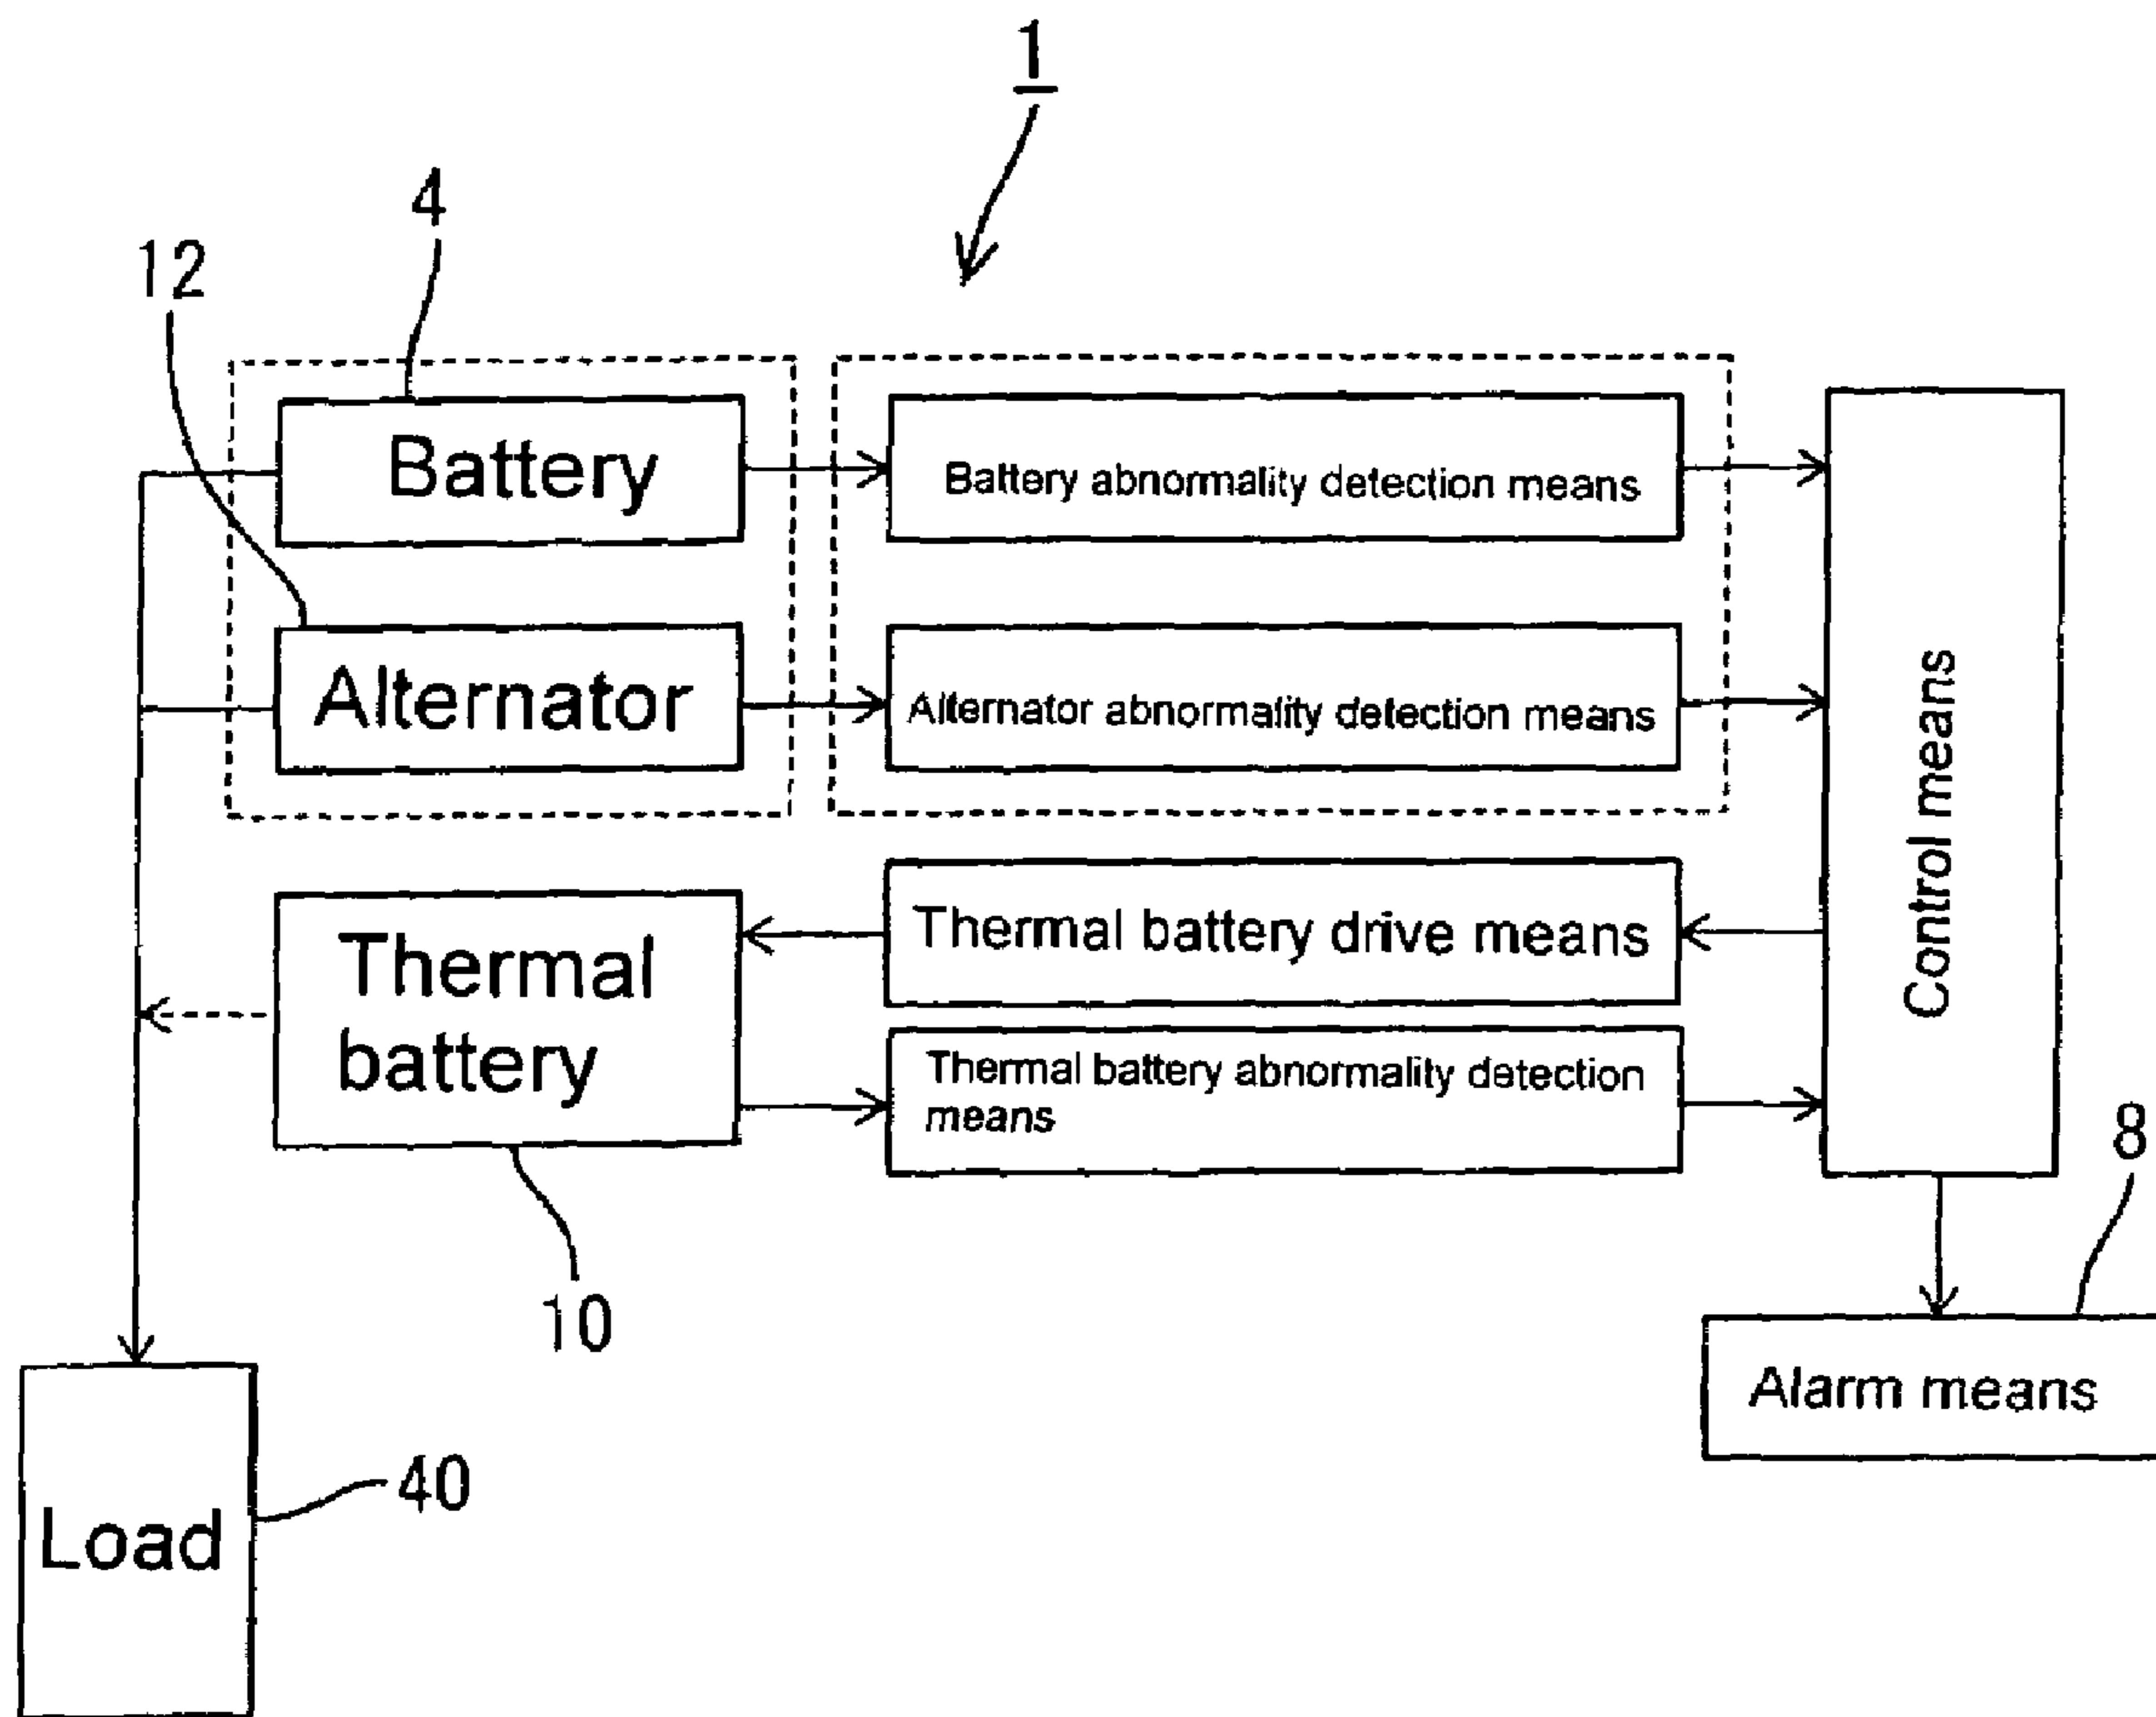 1
4
12
Battery
Battery abnormality detection means
Alternator
Alternator abnormality detection means
Control means
Thermal battery drive means
Thermal
battery
Thermal battery abnormality detection
means
8
10
Alarm means
40
Load